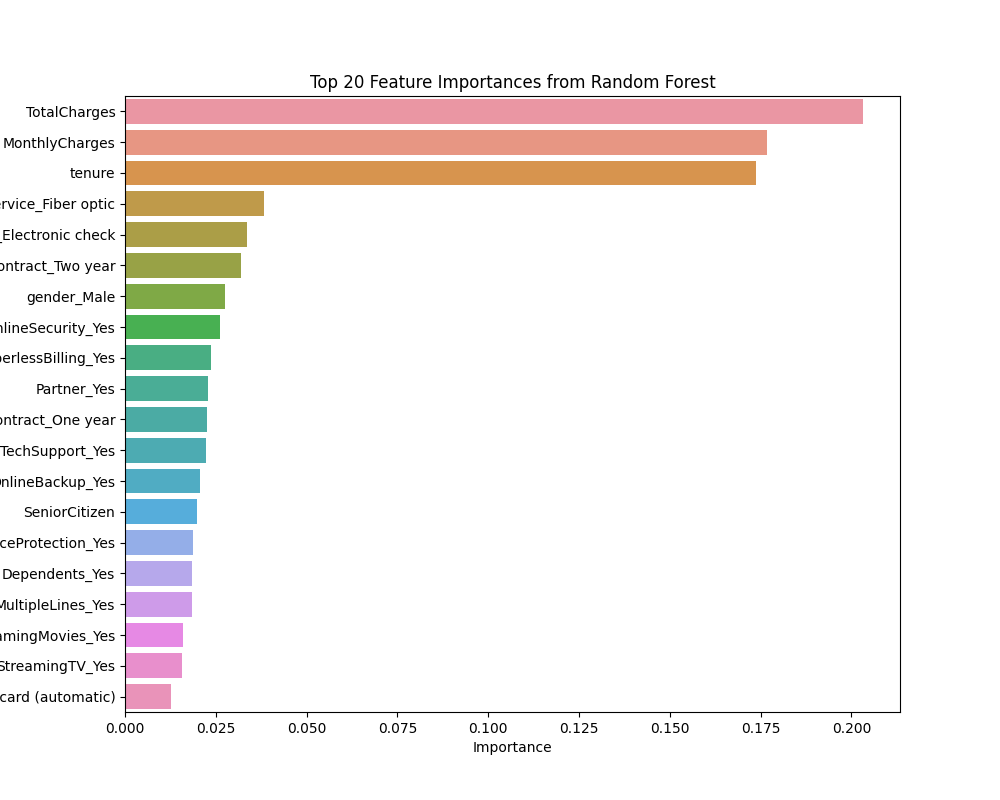 Top 20 Feature Importances from Random Forest
TotalCharges
MonthlyCharges
tenure
ervice_Fiber optic
_Electronic check
ontract_Two year
gender_Male
nlineSecurity_Yes
perlessBilling_Yes
Partner_Yes
ontract_One year
TechSupport_Yes
nlineBackup_Yes
SeniorCitizen
ceProtection_Yes
Dependents_Yes
MultipleLines_Yes
amingMovies_Yes
StreamingTV_Yes
card (automatic)
0.000 0.025 0.050 0.075 0.100 0.125 0.150 0.175 0.200
Importance